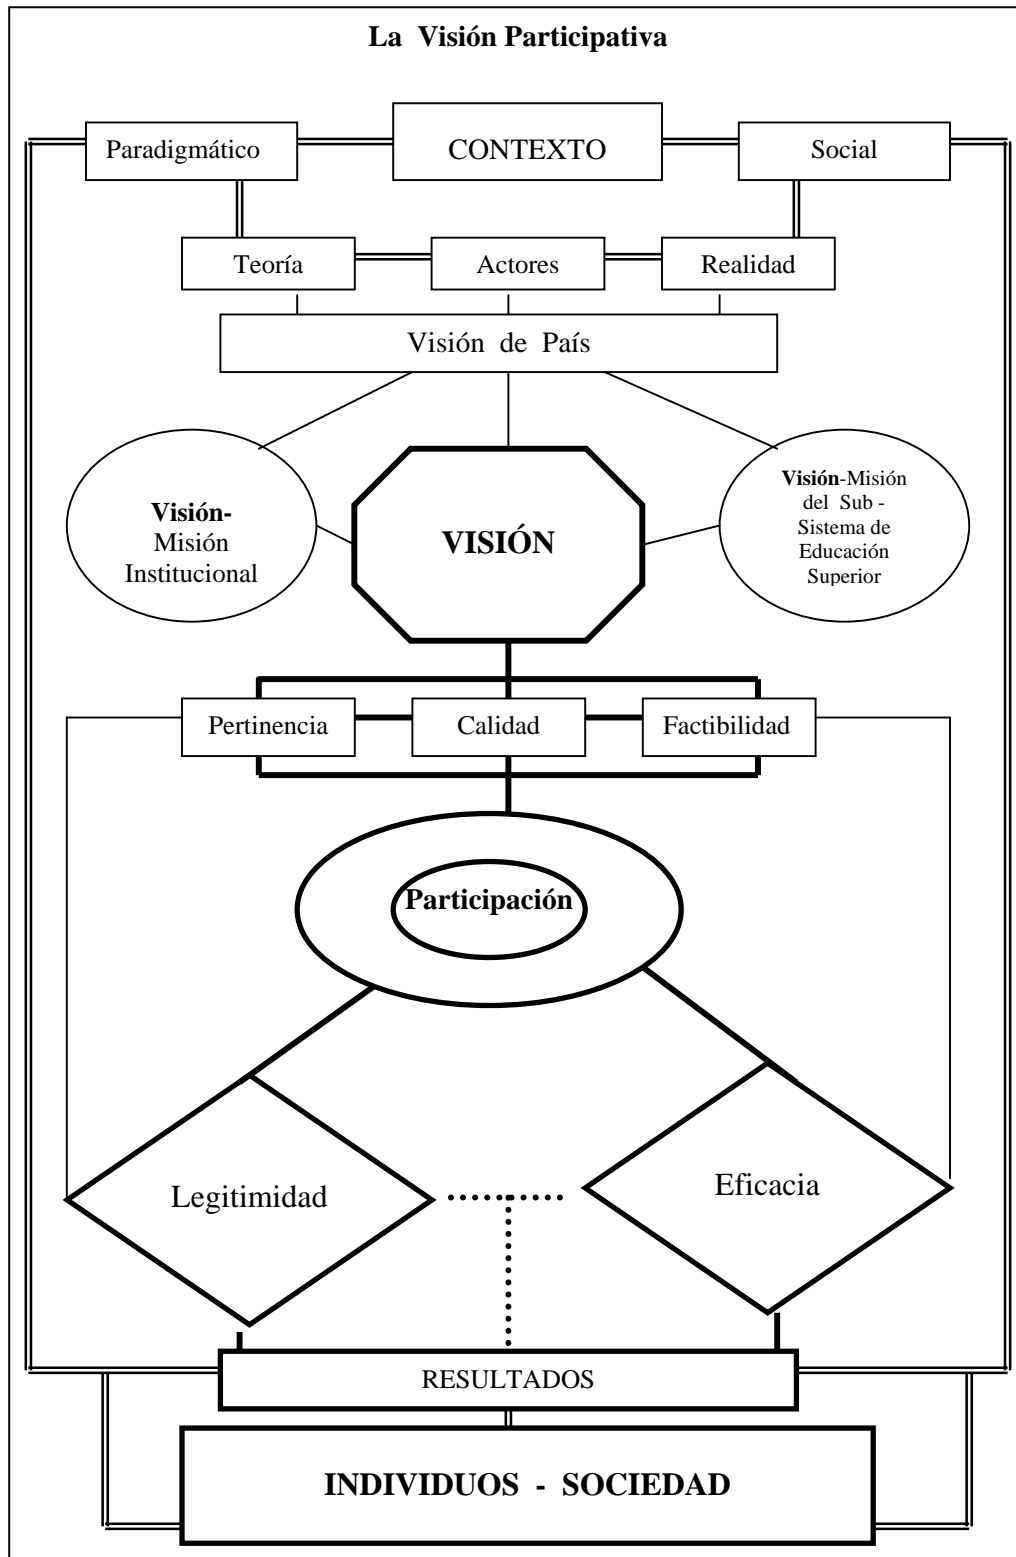 La Visión Participativa
Paradigmático
CONTEXTO
Social
Teoría
Actores
Realidad
Visión de País
Visión-
Misión
Institucional
VISIÓN
Visión-Misión
del Sub -
Sistema de
Educación
Superior
Pertinencia
Calidad
Factibilidad
Participación
Legitimidad
Eficacia
RESULTADOS
INDIVIDUOS - SOCIEDAD